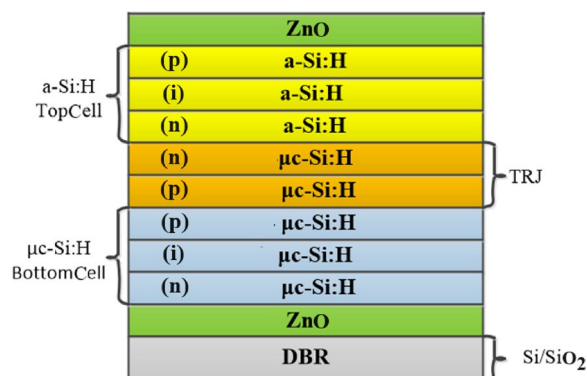 ZnO
(p) a-Si:H
a-Si:H
TopCell
(i) a-Si:H
(n) a-Si:H
(n) µc-Si:H
TRJ
(p) µc-Si:H
(p) µc-Si:H
µc-Si:H
BottomCell
(i) µc-Si:H
(n) µc-Si:H
ZnO
DBR
Si/SiO₂